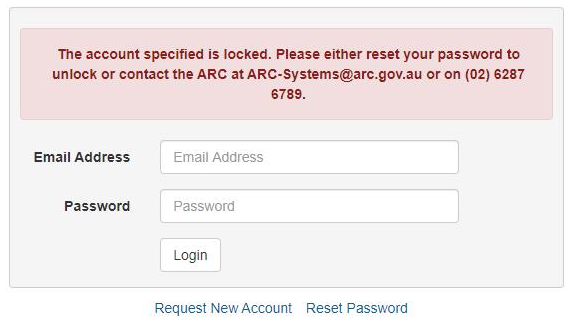 The account specified is locked. Please either reset your password to
unlock or contact the ARC at ARC-Systems@arc.gov.au or on (02) 6287
6789.
Email Address Email Address
Password Password
Login
Request New Account Reset Password